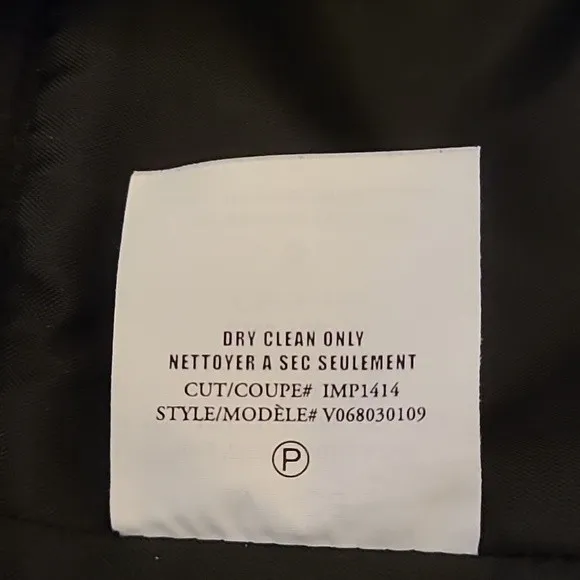 DRY CLEAN ONLY
NETTOYER A SEC SEULEMENT
CUT/COUPE# IMP1414
STYLE/MODÈLE# V068030109
P